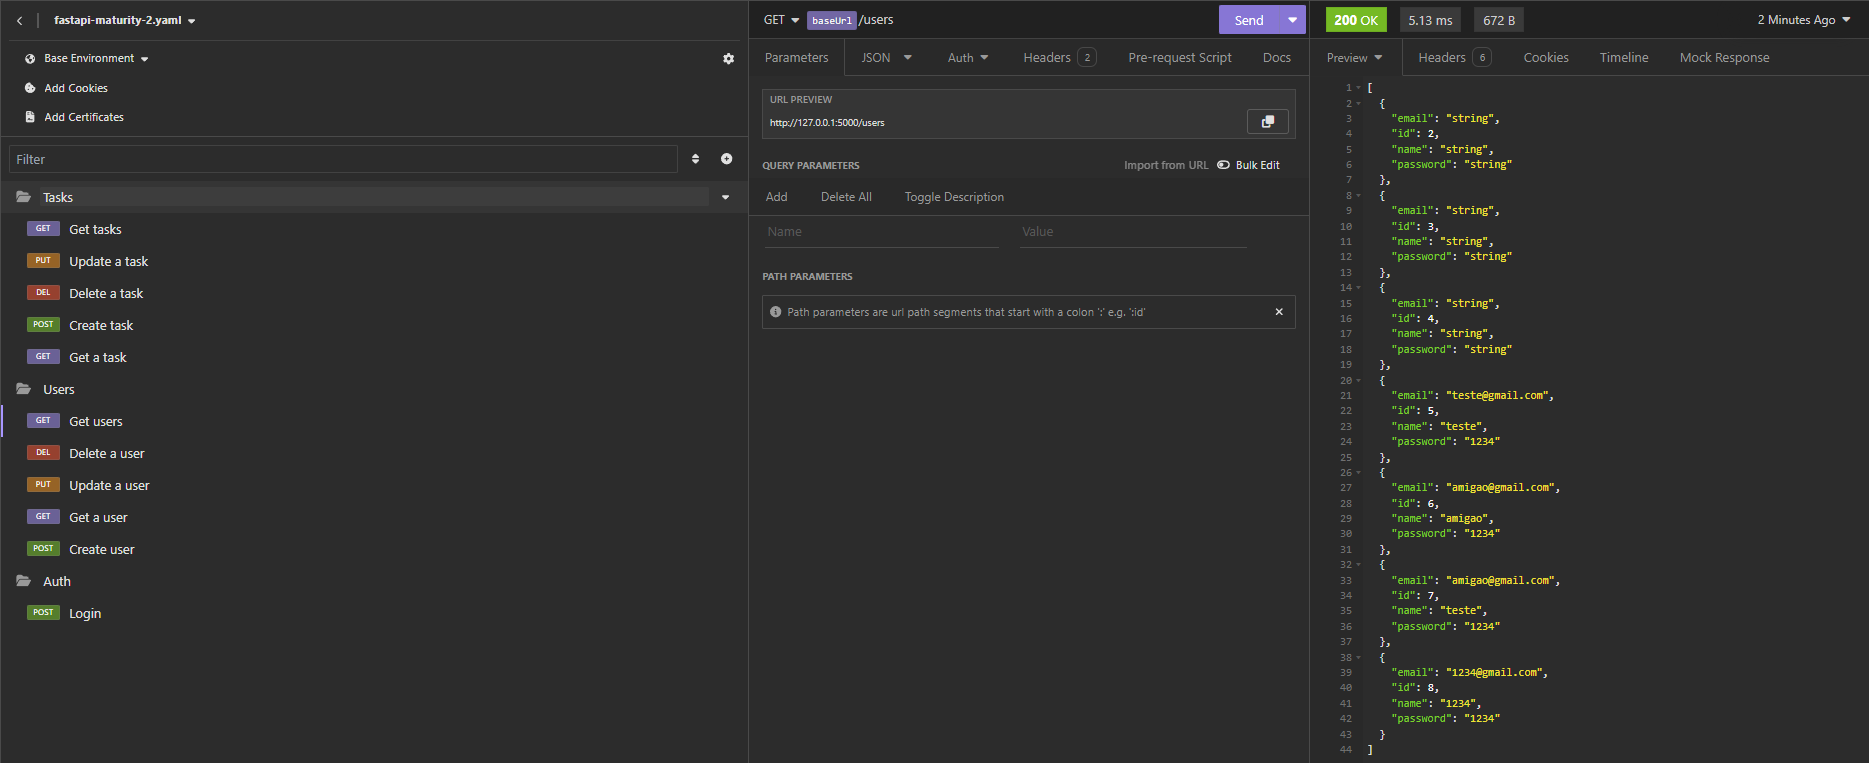 fastapi-maturity-2.yaml
Base Environment
Add Cookies
Add Certificates
Filter
Tasks
GET Get tasks
PUT Update a task
DEL Delete a task
POST Create task
GET Get a task
Users
GET Get users
DEL Delete a user
PUT Update a user
GET Get a user
POST Create user
Auth
POST Login
GET baseUrl /users Send
Parameters JSON Auth Headers 2 Pre-request Script Docs
URL PREVIEW
http://127.0.0.1:5000/users
QUERY PARAMETERS Import from URL Bulk Edit
Add Delete All Toggle Description
Name Value
PATH PARAMETERS
Path parameters are url path segments that start with a colon ':' e.g. ':id'
200 OK 5.13 ms 672 B 2 Minutes Ago
Preview Headers 6 Cookies Timeline Mock Response
1 [
2 {
3 "email": "string",
4 "id": 2,
5 "name": "string",
6 "password": "string"
7 },
8 {
9 "email": "string",
10 "id": 3,
11 "name": "string",
12 "password": "string"
13 },
14 {
15 "email": "string",
16 "id": 4,
17 "name": "string",
18 "password": "string"
19 },
20 {
21 "email": "teste@gmail.com",
22 "id": 5,
23 "name": "teste",
24 "password": "1234"
25 },
26 {
27 "email": "amigao@gmail.com",
28 "id": 6,
29 "name": "amigao",
30 "password": "1234"
31 },
32 {
33 "email": "amigao@gmail.com",
34 "id": 7,
35 "name": "teste",
36 "password": "1234"
37 },
38 {
39 "email": "1234@gmail.com",
40 "id": 8,
41 "name": "1234",
42 "password": "1234"
43 }
44 ]